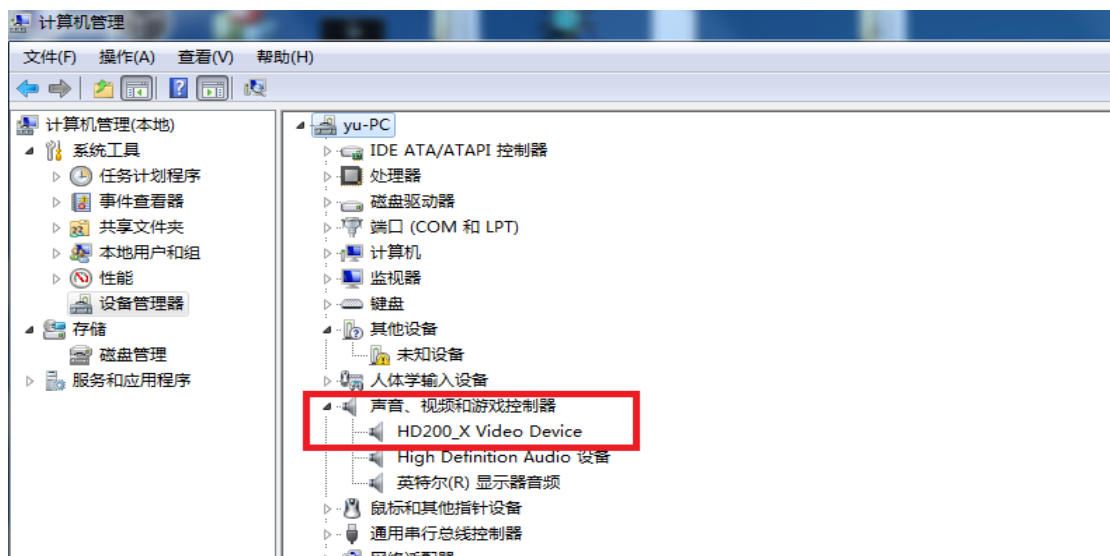 计算机管理
文件(F) 操作(A) 查看(V) 帮助(H)
计算机管理(本地)
系统工具
任务计划程序
事件查看器
共享文件夹
本地用户和组
性能
设备管理器
存储
磁盘管理
服务和应用程序
yu-PC
IDE ATA/ATAPI 控制器
处理器
磁盘驱动器
端口 (COM 和 LPT)
计算机
监视器
键盘
其他设备
未知设备
人体学输入设备
声音、视频和游戏控制器
HD200_X Video Device
High Definition Audio 设备
英特尔(R) 显示器音频
鼠标和其他指针设备
通用串行总线控制器
网络适配器